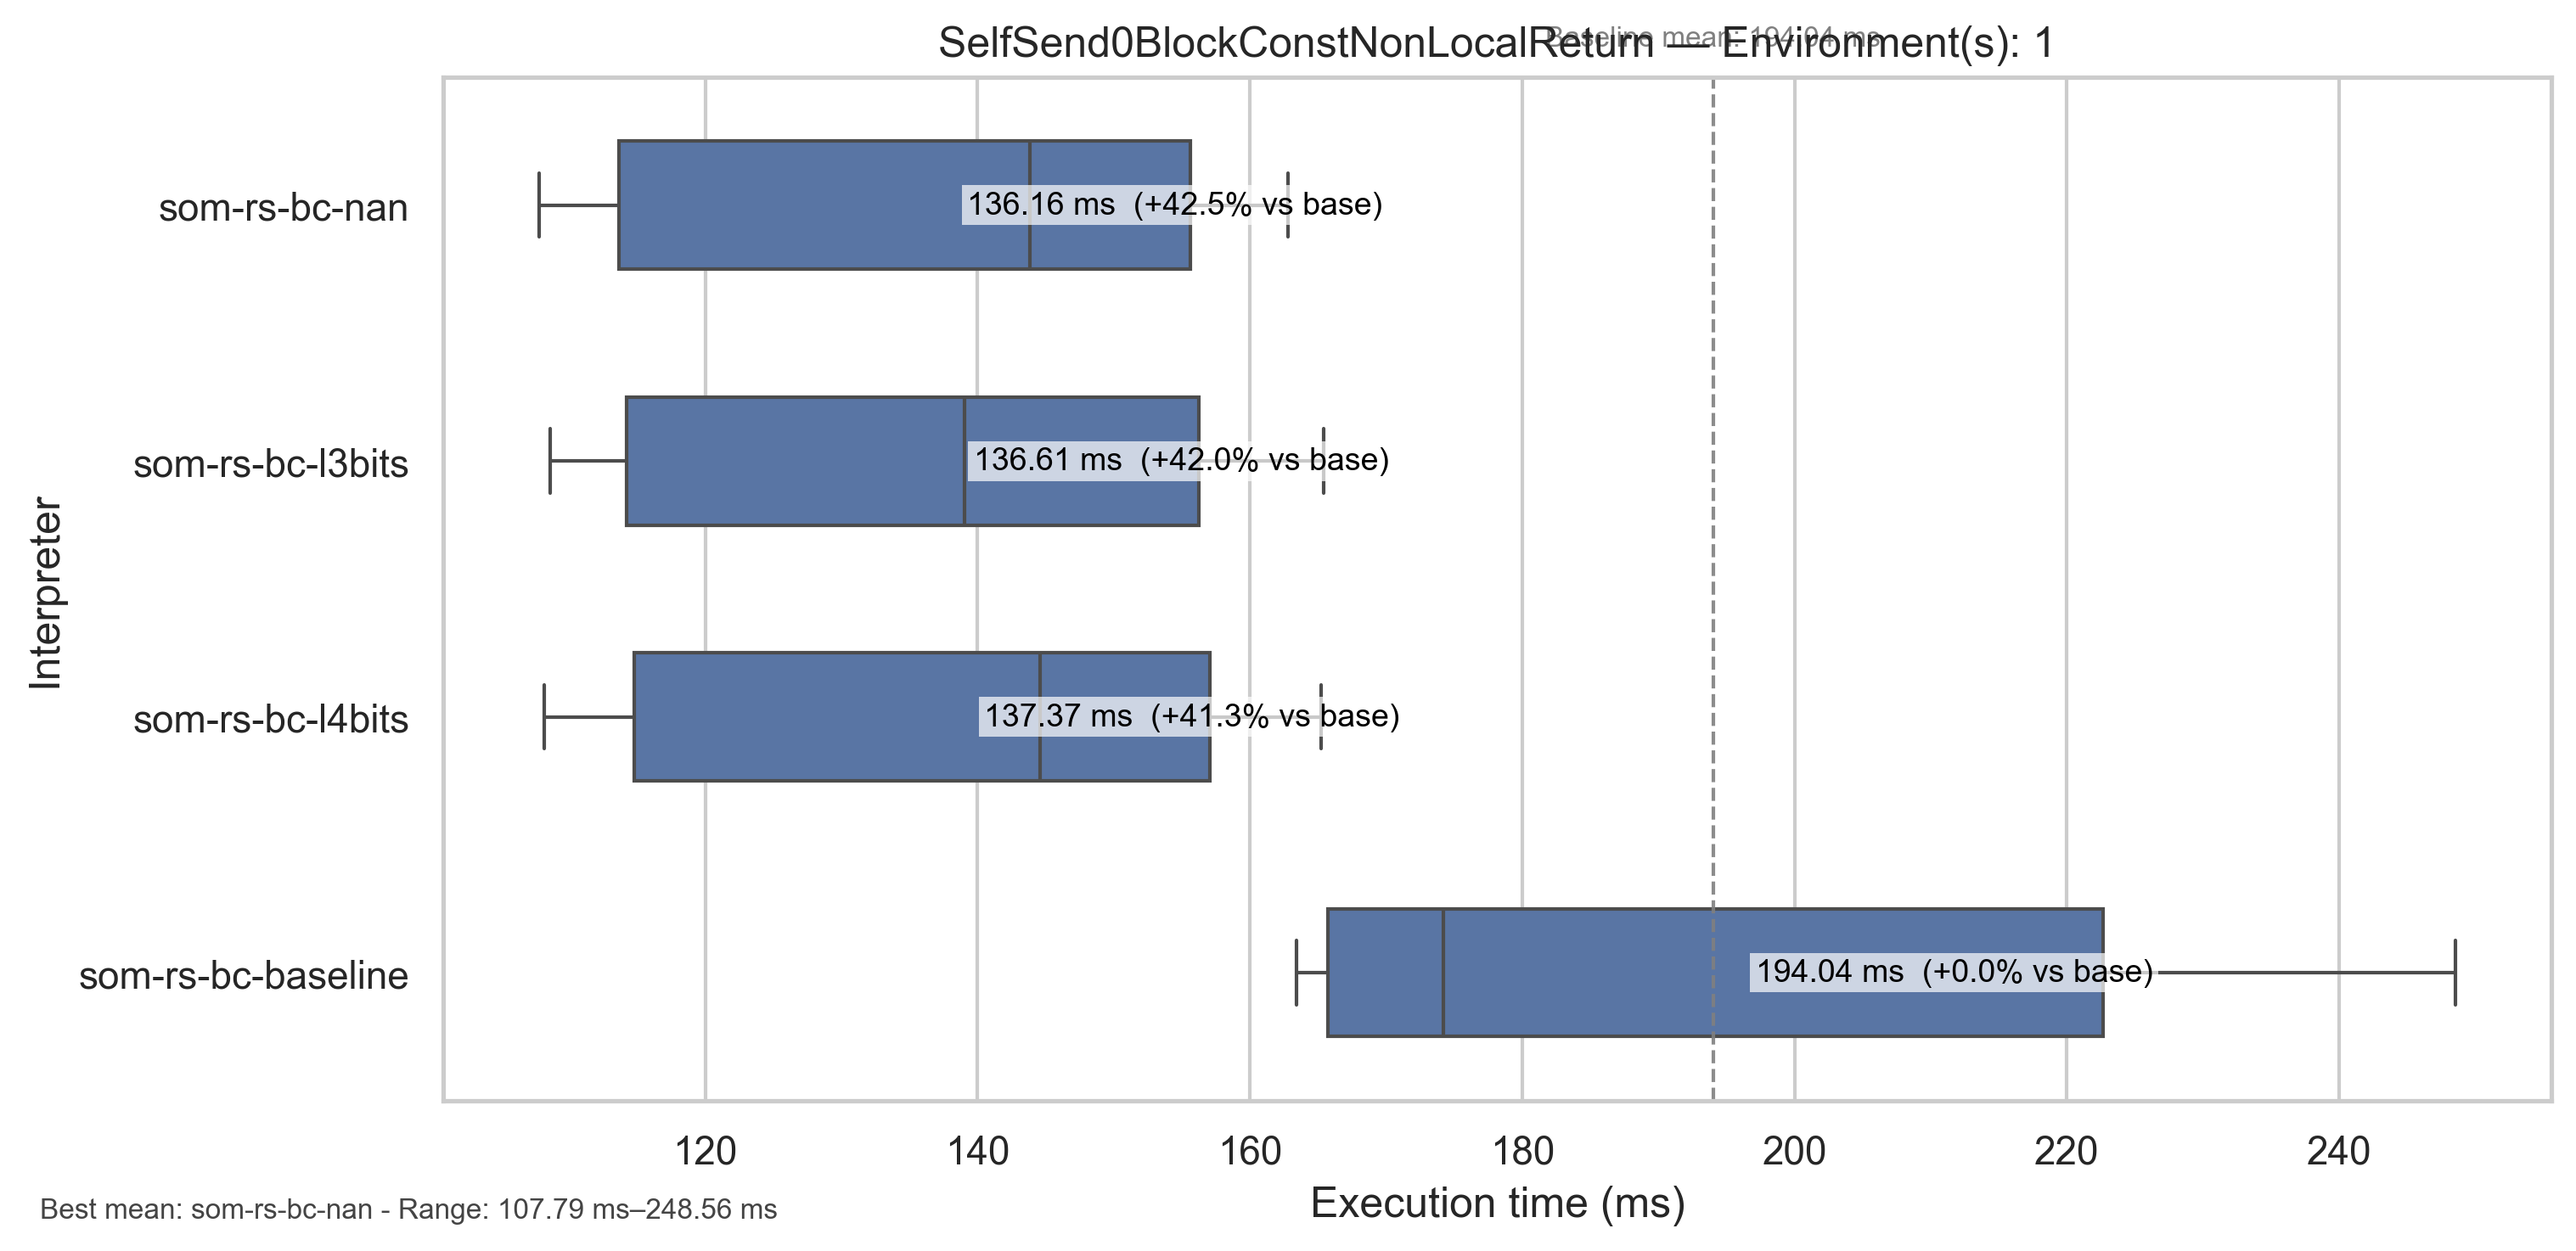 Baseline mean: 194.04 ms
SelfSend0BlockConstNonLocalReturn — Environment(s): 1
som-rs-bc-nan
136.16 ms (+42.5% vs base)
som-rs-bc-l3bits
136.61 ms (+42.0% vs base)
Interpreter
som-rs-bc-l4bits
137.37 ms (+41.3% vs base)
som-rs-bc-baseline
194.04 ms (+0.0% vs base)
120 140 160 180 200 220 240
Execution time (ms)
Best mean: som-rs-bc-nan - Range: 107.79 ms–248.56 ms